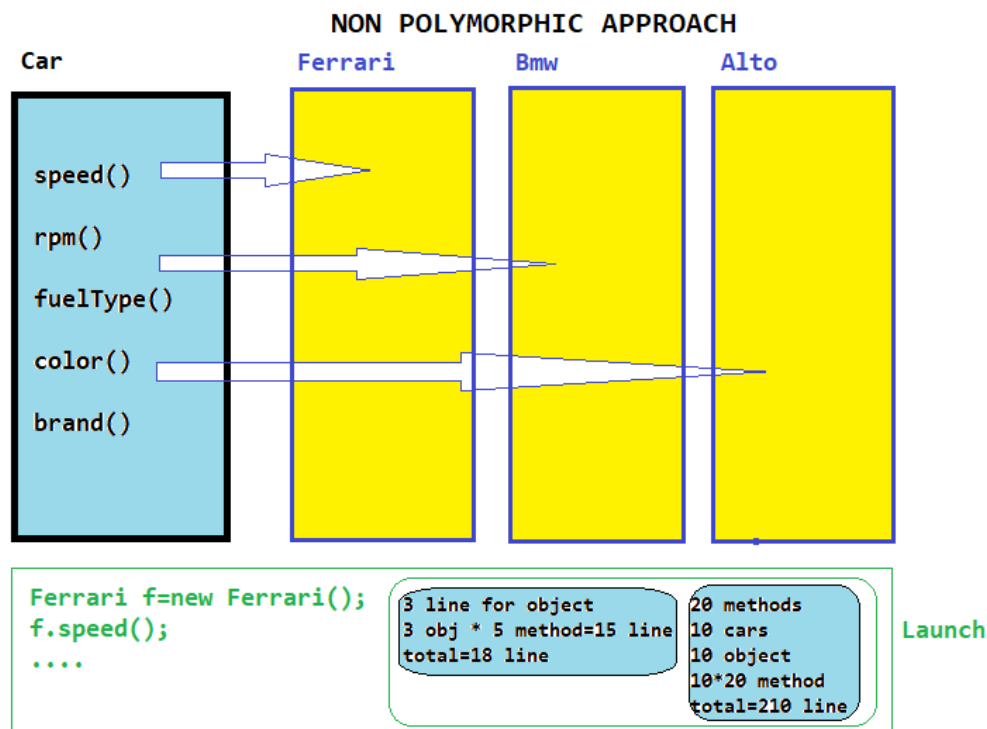 NON POLYMORPHIC APPROACH
Car
Ferrari
Bmw
Alto
speed()
rpm()
fuelType()
color()
brand()
Ferrari f=new Ferrari();
f.speed();
....
3 line for object
3 obj * 5 method=15 line
total=18 line
20 methods
10 cars
10 object
10*20 method
total=210 line
Launch